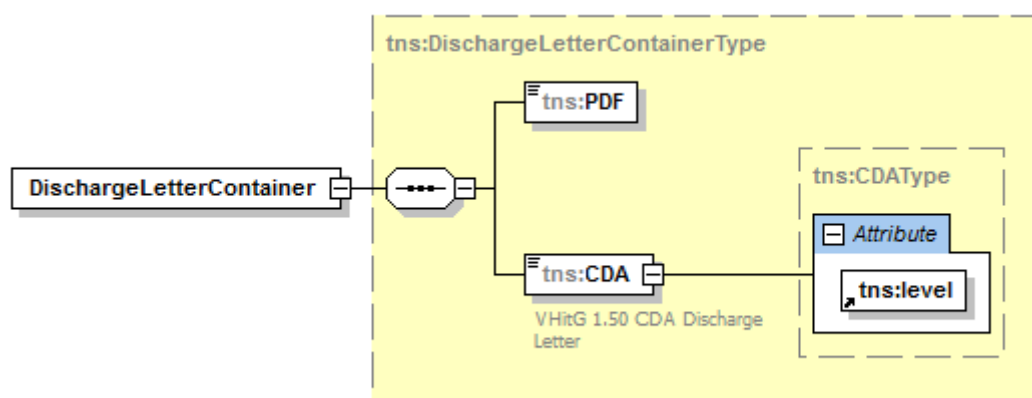 tns:DischargeLetterContainerType
tns:PDF
DischargeLetterContainer
tns:CDAType
Attribute
tns:CDA
tns:level
VHitG 1.50 CDA Discharge
Letter